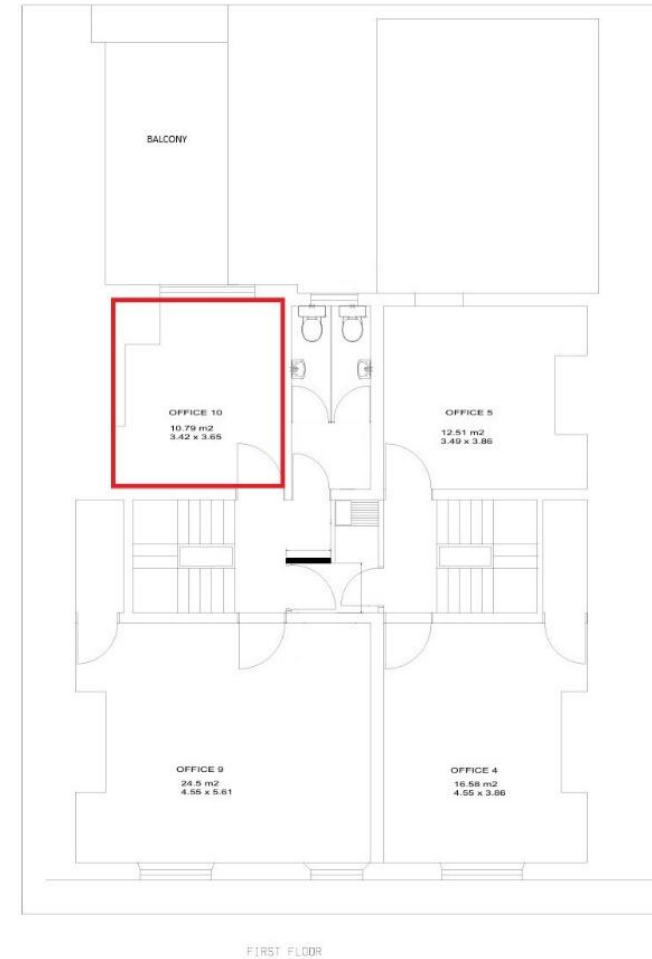 BALCONY
OFFICE 10
10.79 m2
3.42 x 3.65
OFFICE 5
12.51 m2
3.49 x 3.86
OFFICE 9
24.5 m2
4.55 x 5.61
OFFICE 4
16.58 m2
4.55 x 3.86
FIRST FLOOR